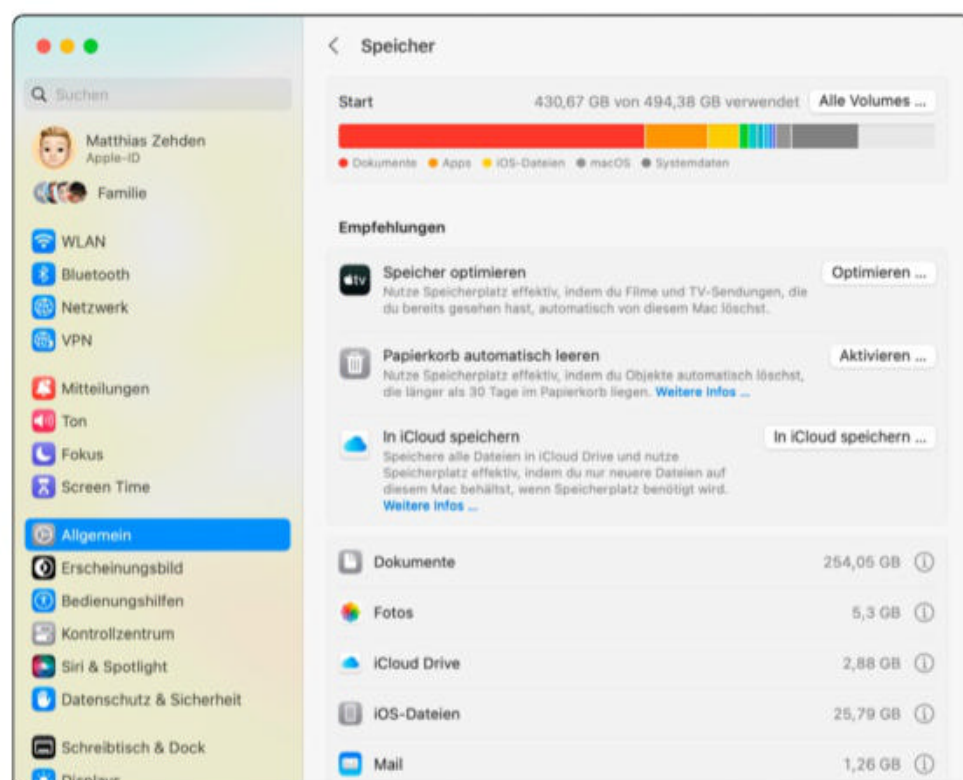 Speicher
Suchen
Matthias Zehden
Apple-ID
Familie
WLAN
Bluetooth
Netzwerk
VPN
Mitteilungen
Ton
Fokus
Screen Time
Allgemein
Erscheinungsbild
Bedienungshilfen
Kontrollzentrum
Siri & Spotlight
Datenschutz & Sicherheit
Schreibtisch & Dock
Displays
Start
430,67 GB von 494,38 GB verwendet
Alle Volumes ...
Dokumente Apps iOS-Dateien macOS Systemdaten
Empfehlungen
tv
Speicher optimieren
Optimieren ...
Nutze Speicherplatz effektiv, indem du Filme und TV-Sendungen, die
du bereits gesehen hast, automatisch von diesem Mac löschst.
Papierkorb automatisch leeren
Aktivieren ...
Nutze Speicherplatz effektiv, indem du Objekte automatisch löschst,
die länger als 30 Tage im Papierkorb liegen. Weitere Infos ...
In iCloud speichern
In iCloud speichern ...
Speichere alle Dateien in iCloud Drive und nutze
Speicherplatz effektiv, indem du nur neuere Dateien auf
diesem Mac behältst, wenn Speicherplatz benötigt wird.
Weitere Infos ...
Dokumente 254,05 GB
Fotos 5,3 GB
iCloud Drive 2,88 GB
iOS-Dateien 25,79 GB
Mail 1,26 GB